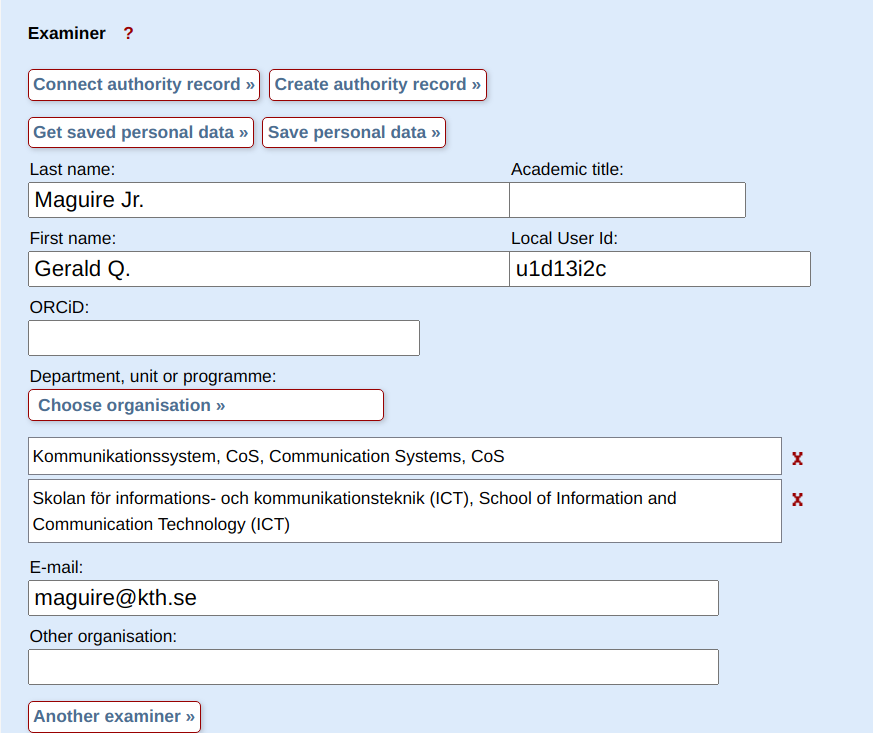 Examiner ?
Connect authority record » Create authority record »
Get saved personal data » Save personal data »
Last name: Academic title:
Maguire Jr.
First name: Local User Id:
Gerald Q. u1d13i2c
ORCiD:
Department, unit or programme:
Choose organisation »
Kommunikationssystem, CoS, Communication Systems, CoS X
Skolan för informations- och kommunikationsteknik (ICT), School of Information and X
Communication Technology (ICT)
E-mail:
maguire@kth.se
Other organisation:
Another examiner »